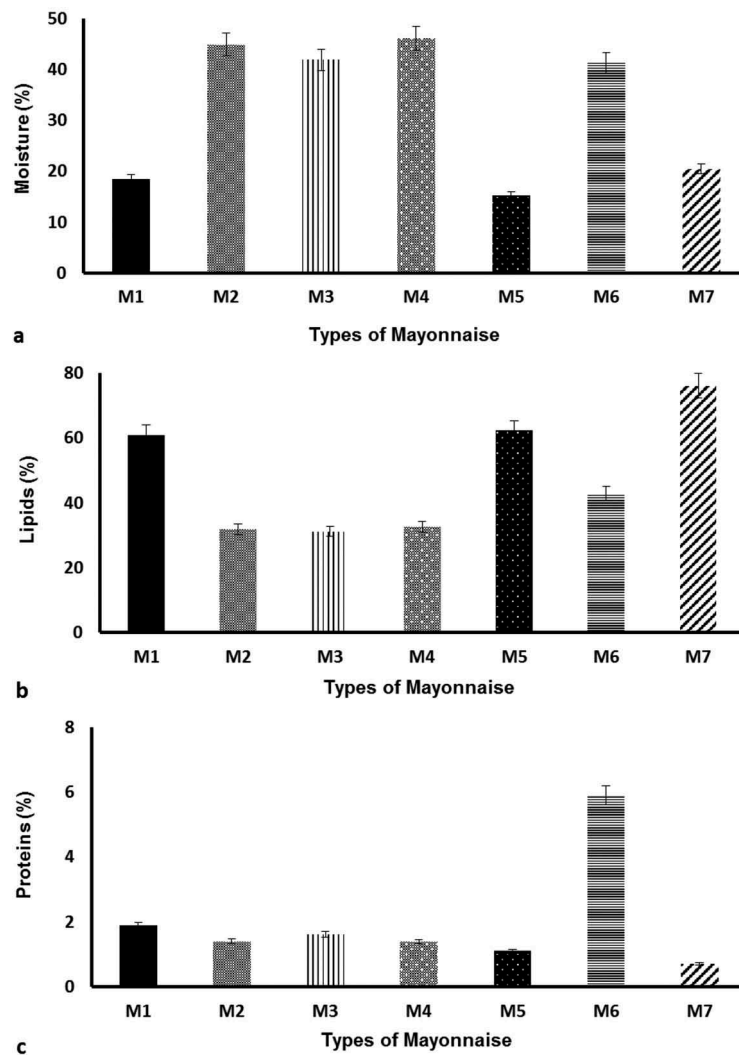 50
40
30
20
10
0
Moisture (%)
M1 M2 M3 M4 M5 M6 M7
a
Types of Mayonnaise
80
60
40
20
0
Lipids (%)
M1 M2 M3 M4 M5 M6 M7
b
Types of Mayonnaise
8
6
4
2
0
Proteins (%)
M1 M2 M3 M4 M5 M6 M7
c
Types of Mayonnaise